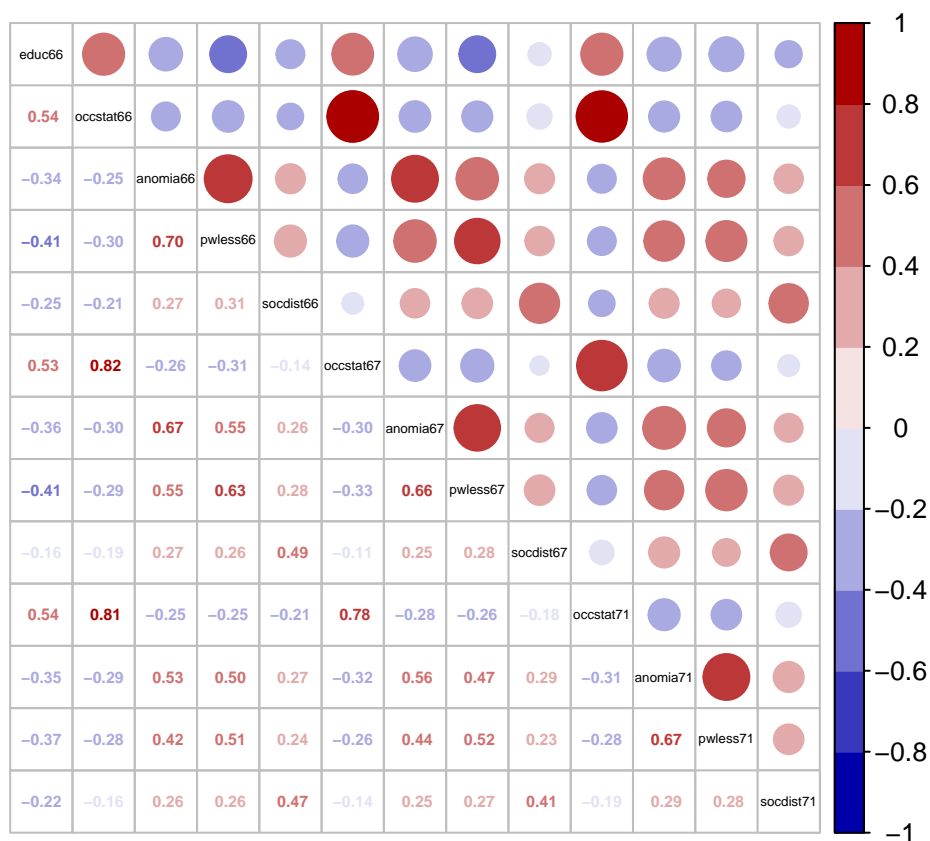 educ66
0.54 occstat66
−0.34 −0.25 anomia66
−0.41 −0.30 0.70 pwless66
−0.25 −0.21 0.27 0.31 socdist66
0.53 0.82 −0.26 −0.31 −0.14 occstat67
−0.36 −0.30 0.67 0.55 0.26 −0.30 anomia67
−0.41 −0.29 0.55 0.63 0.28 −0.33 0.66 pwless67
−0.16 −0.19 0.27 0.26 0.49 −0.11 0.25 0.28 socdist67
0.54 0.81 −0.25 −0.25 −0.21 0.78 −0.28 −0.26 −0.18 occstat71
−0.35 −0.29 0.53 0.50 0.27 −0.32 0.56 0.47 0.29 −0.31 anomia71
−0.37 −0.28 0.42 0.51 0.24 −0.26 0.44 0.52 0.23 −0.28 0.67 pwless71
−0.22 −0.16 0.26 0.26 0.47 −0.14 0.25 0.27 0.41 −0.19 0.29 0.28 socdist71
1
0.8
0.6
0.4
0.2
0
−0.2
−0.4
−0.6
−0.8
−1